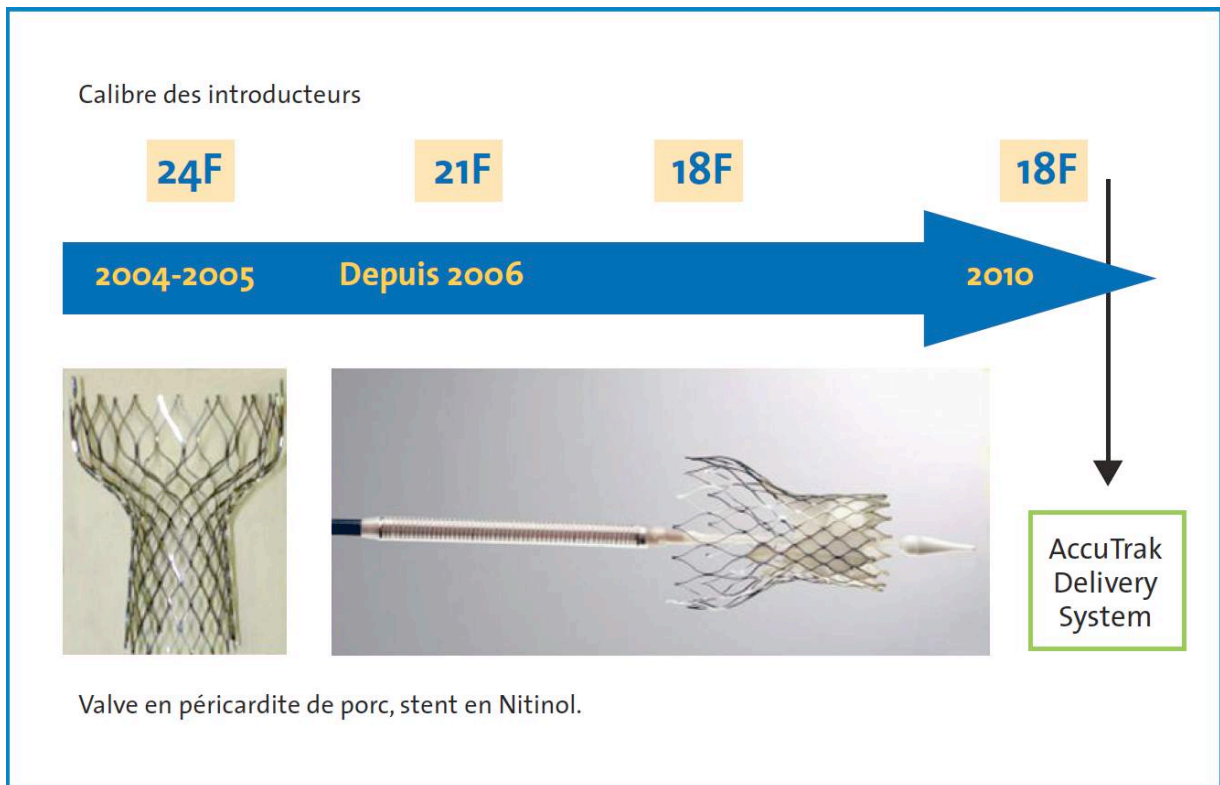 Calibre des introducteurs
24F
21F
18F
18F
2004-2005
Depuis 2006
2010
AccuTrak
Delivery
System
Valve en péricardite de porc, stent en Nitinol.